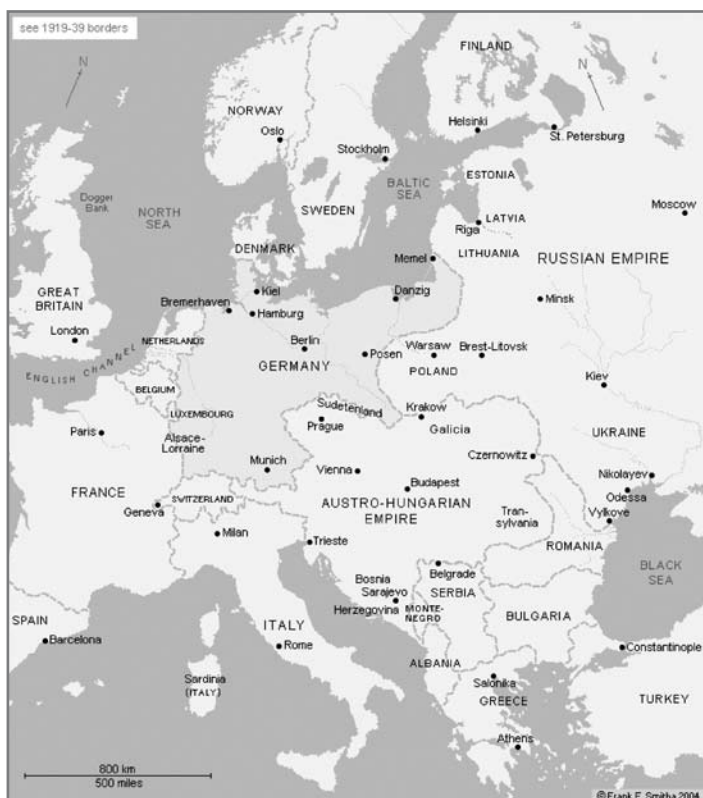 see 1919-39 borders
N
N
FINLAND
NORWAY
Oslo
Helsinki
St. Petersburg
Stockholm
ESTONIA
BALTIC
SEA
Dogger
Bank
NORTH
SEA
SWEDEN
Moscow
Riga
LATVIA
DENMARK
LITHUANIA
Memel
RUSSIAN EMPIRE
GREAT
BRITAIN
Kiel
Danzig
Minsk
Bremerhaven
Hamburg
London
NETHERLANDS
Berlin
Posen
Warsaw
Brest-Litovsk
ENGLISH CHANNEL
GERMANY
POLAND
BELGIUM
Kiev
LUXEMBOURG
Sudetenland
Krakow
Prague
Galicia
Paris
Alsace-
Lorraine
UKRAINE
Munich
Vienna
Czernowitz
Nikolayev
FRANCE
Budapest
Odessa
SWITZERLAND
AUSTRO-HUNGARIAN
EMPIRE
Tran-
sylvania
Vylkove
Geneva
Milan
Trieste
ROMANIA
BLACK
SEA
Belgrade
Bosnia
Sarajevo
Herzegovina
SERBIA
MONTE-
NEGRO
BULGARIA
SPAIN
Barcelona
ITALY
Rome
Constantinople
ALBANIA
Sardinia
(ITALY)
Salonika
GREECE
TURKEY
Athens
800 km
500 miles
© Frank E. Smitha 2004